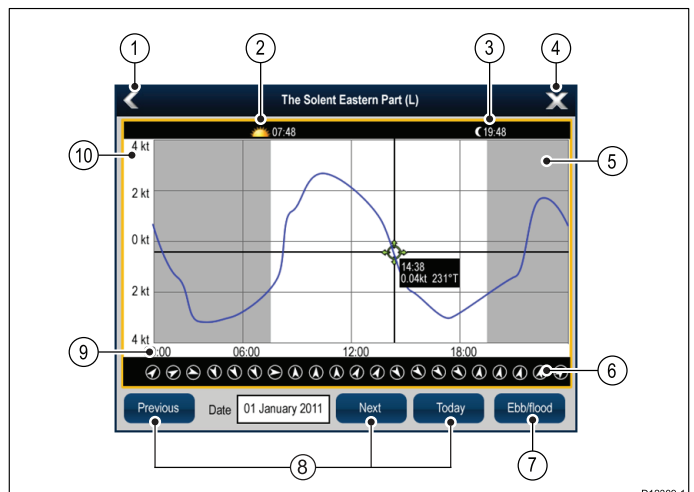 1 2 3 4
The Solent Eastern Part (L)
07:48 19:48
10 4 kt 5
2 kt
0 kt
14:38
0.04kt 231°T
2 kt
4 kt
9 0:00 06:00 12:00 18:00
6
Previous Date 01 January 2011 Next Today Ebb/flood
8 7